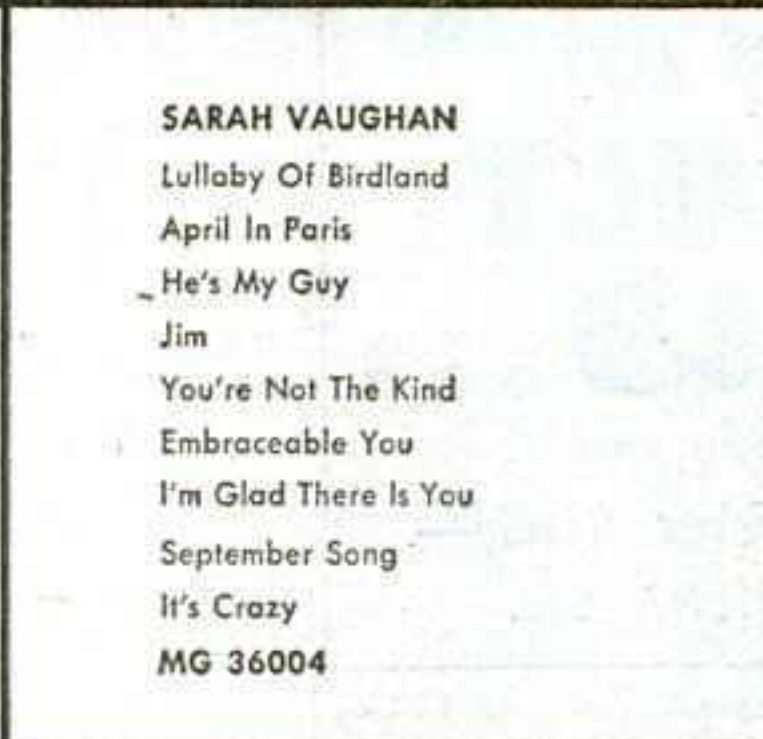 SARAH VAUGHAN
Lullaby Of Birdland
April In Paris
He's My Guy
Jim
You're Not The Kind
Embraceable You
I'm Glad There Is You
September Song
It's Crazy
MG 36004